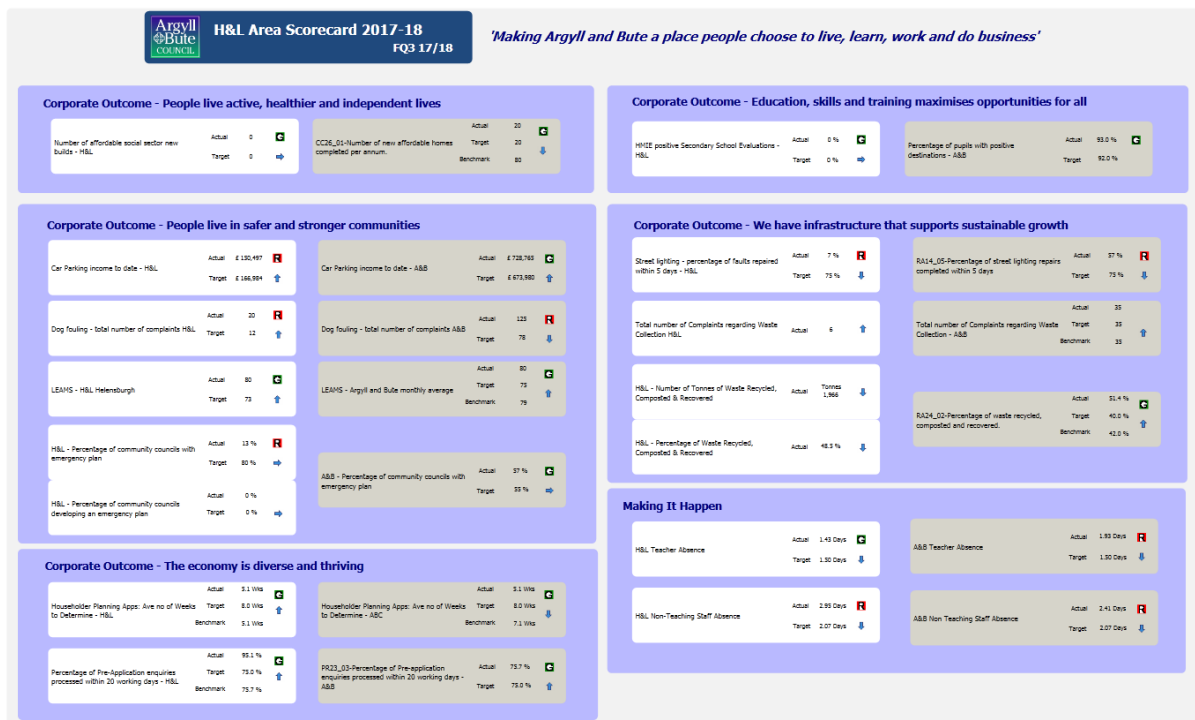 Argyll
Bute
COUNCIL
H&L Area Scorecard 2017-18
FQ3 17/18
'Making Argyll and Bute a place people choose to live, learn, work and do business'
Corporate Outcome - People live active, healthier and independent lives
Number of affordable social sector new
builds - H&L
Actual 0 G
Target 0
CC26_01-Number of new affordable homes
completed per annum.
Actual 20 G
Target 20
Benchmark 80
Corporate Outcome - Education, skills and training maximises opportunities for all
HMIE positive Secondary School Evaluations -
H&L
Actual 0 % G
Target 0 %
Percentage of pupils with positive
destinations - A&B
Actual 93.0 % G
Target 92.0 %
Corporate Outcome - People live in safer and stronger communities
Car Parking income to date - H&L
Actual £ 150,497 R
Target £ 166,984
Car Parking income to date - A&B
Actual £ 728,765 G
Target £ 673,980
Dog fouling - total number of complaints H&L
Actual 20 R
Target 12
Dog fouling - total number of complaints A&B
Actual 125 R
Target 78
LEAMS - H&L Helensburgh
Actual 80 G
Target 73
LEAMS - Argyll and Bute monthly average
Actual 80 G
Target 73
Benchmark 79
H&L - Percentage of community councils with
emergency plan
Actual 13 % R
Target 80 %
H&L - Percentage of community councils
developing an emergency plan
Actual 0 %
Target 0 %
A&B - Percentage of community councils with
emergency plan
Actual 57 % G
Target 55 %
Corporate Outcome - We have infrastructure that supports sustainable growth
Street lighting - percentage of faults repaired
within 5 days - H&L
Actual 7 % R
Target 75 %
RA14_05-Percentage of street lighting repairs
completed within 5 days
Actual 57 % R
Target 75 %
Total number of Complaints regarding Waste
Collection H&L
Actual 6
Total number of Complaints regarding Waste
Collection - A&B
Actual 35
Target 35
Benchmark 35
H&L - Number of Tonnes of Waste Recycled,
Composted & Recovered
Actual Tonnes
1,966
H&L - Percentage of Waste Recycled,
Composted & Recovered
Actual 48.5 %
RA24_02-Percentage of waste recycled,
composted and recovered.
Actual 51.4 % G
Target 40.0 %
Benchmark 42.0 %
Corporate Outcome - The economy is diverse and thriving
Householder Planning Apps: Ave no of Weeks
to Determine - H&L
Actual 5.1 Wks G
Target 8.0 Wks
Benchmark 5.1 Wks
Householder Planning Apps: Ave no of Weeks
to Determine - ABC
Actual 5.1 Wks G
Target 8.0 Wks
Benchmark 7.1 Wks
Percentage of Pre-Application enquiries
processed within 20 working days - H&L
Actual 95.1 % G
Target 75.0 %
Benchmark 75.7 %
PR23_03-Percentage of Pre-application
enquiries processed within 20 working days -
A&B
Actual 75.7 % G
Target 75.0 %
Making It Happen
H&L Teacher Absence
Actual 1.43 Days G
Target 1.50 Days
A&B Teacher Absence
Actual 1.93 Days R
Target 1.50 Days
H&L Non-Teaching Staff Absence
Actual 2.95 Days R
Target 2.07 Days
A&B Non Teaching Staff Absence
Actual 2.41 Days R
Target 2.07 Days